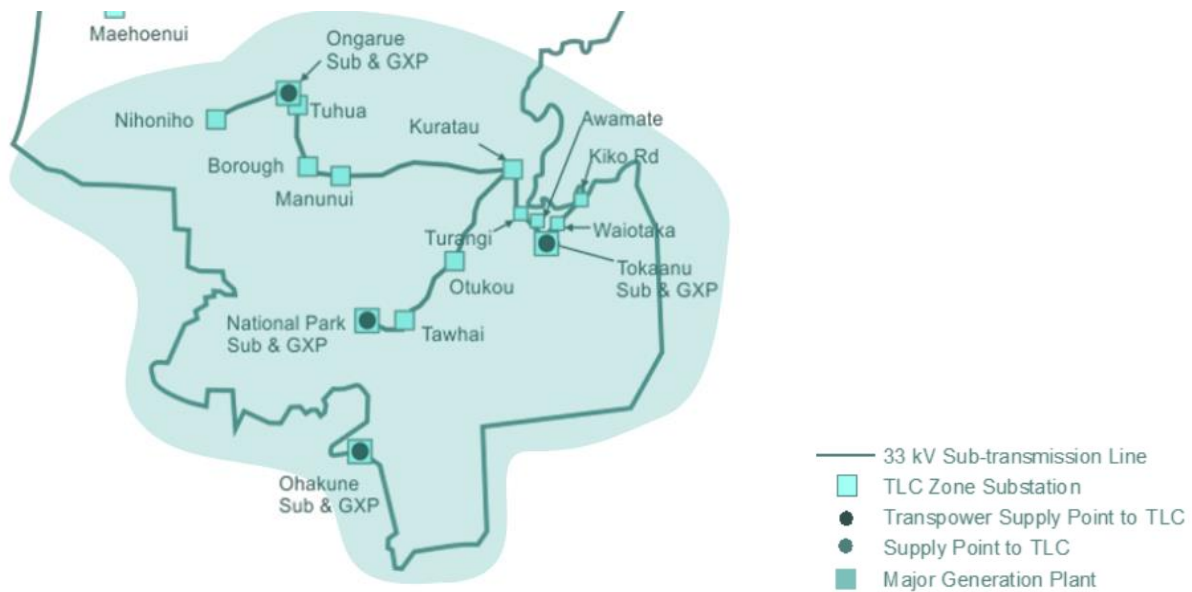 Maehoenui
Ongarue
Sub & GXP
Nihoniho
Tuhua
Kuratau
Awamate
Borough
Kiko Rd
Manunui
Turangi
Waiotaka
Otukou
Tokaanu
Sub & GXP
National Park
Sub & GXP
Tawhai
Ohakune
Sub & GXP
33 kV Sub-transmission Line
TLC Zone Substation
Transpower Supply Point to TLC
Supply Point to TLC
Major Generation Plant